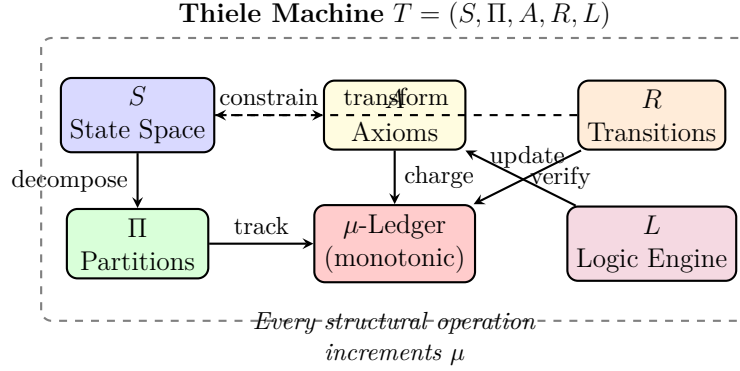 Thiele Machine T = (S, Π, A, R, L)
S
State Space
constrain
transform
A
Axioms
R
Transitions
decompose
charge
update
verify
Π
Partitions
track
μ-Ledger
(monotonic)
L
Logic Engine
Every structural operation
increments μ